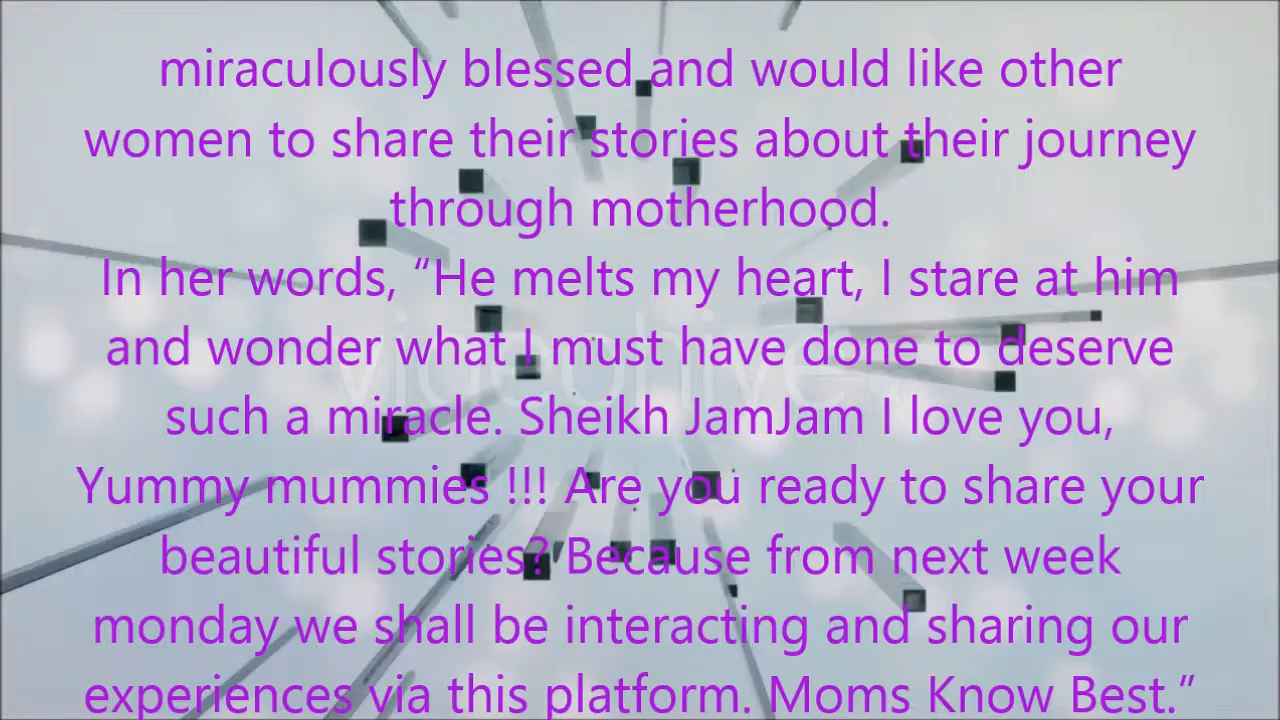 miraculously blessed and would like other
women to share their stories about their journey
through motherhood.
In her words, “He melts my heart, I stare at him
and wonder what I must have done to deserve
such a miracle. Sheikh JamJam I love you,
Yummy mummies !!! Are you ready to share your
beautiful stories? Because from next week
monday we shall be interacting and sharing our
experiences via this platform. Moms Know Best.”
videohive